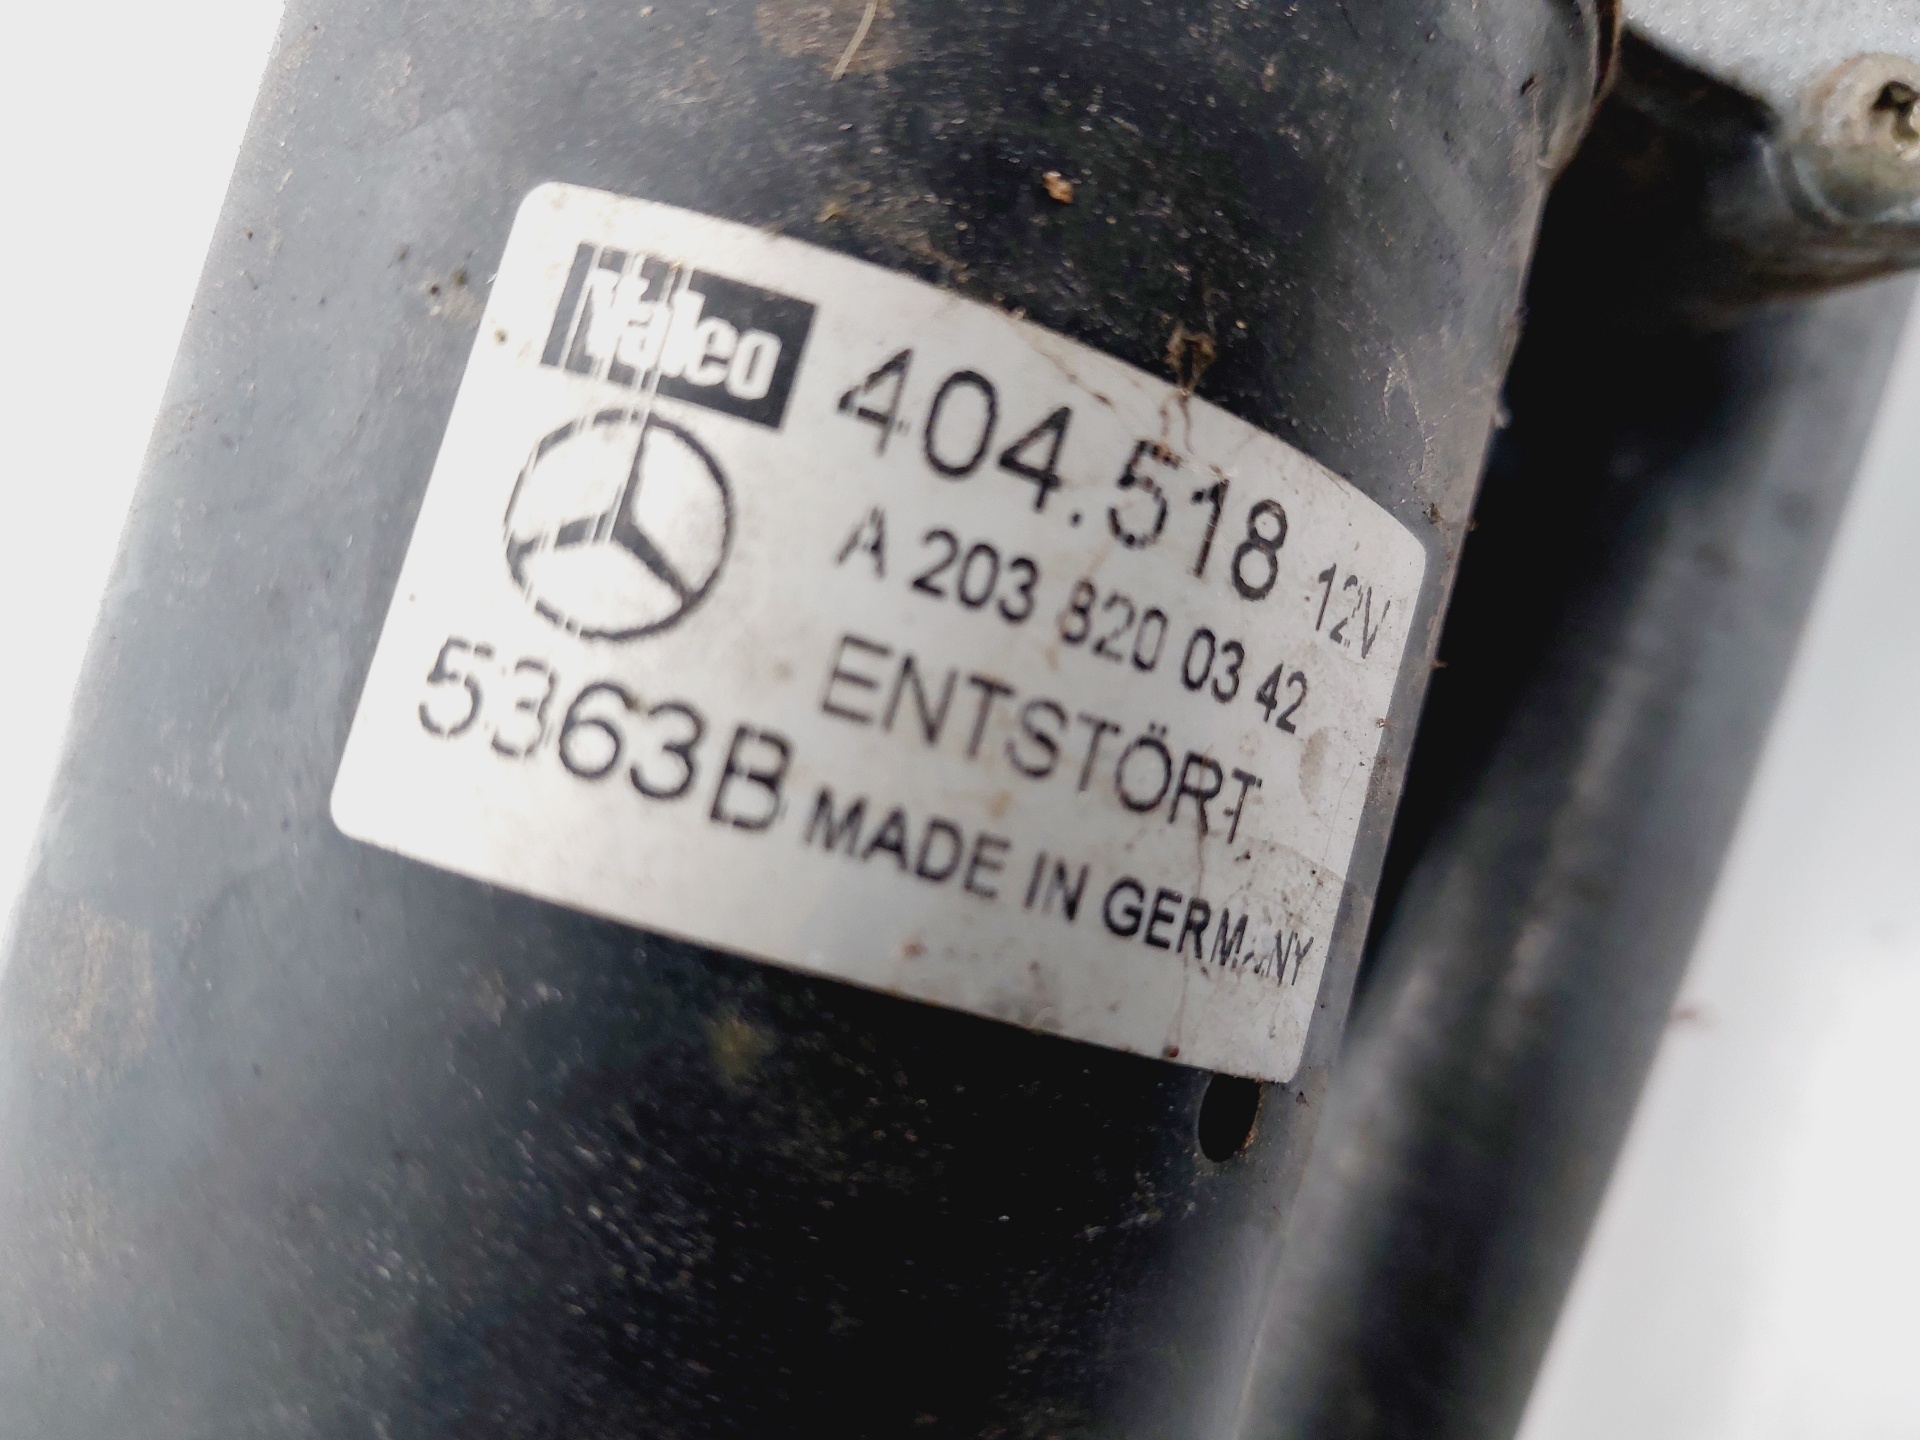 Valeo
404.518 12V
A 203 820 03 42
ENTSTÖRT
5363B MADE IN GERMANY